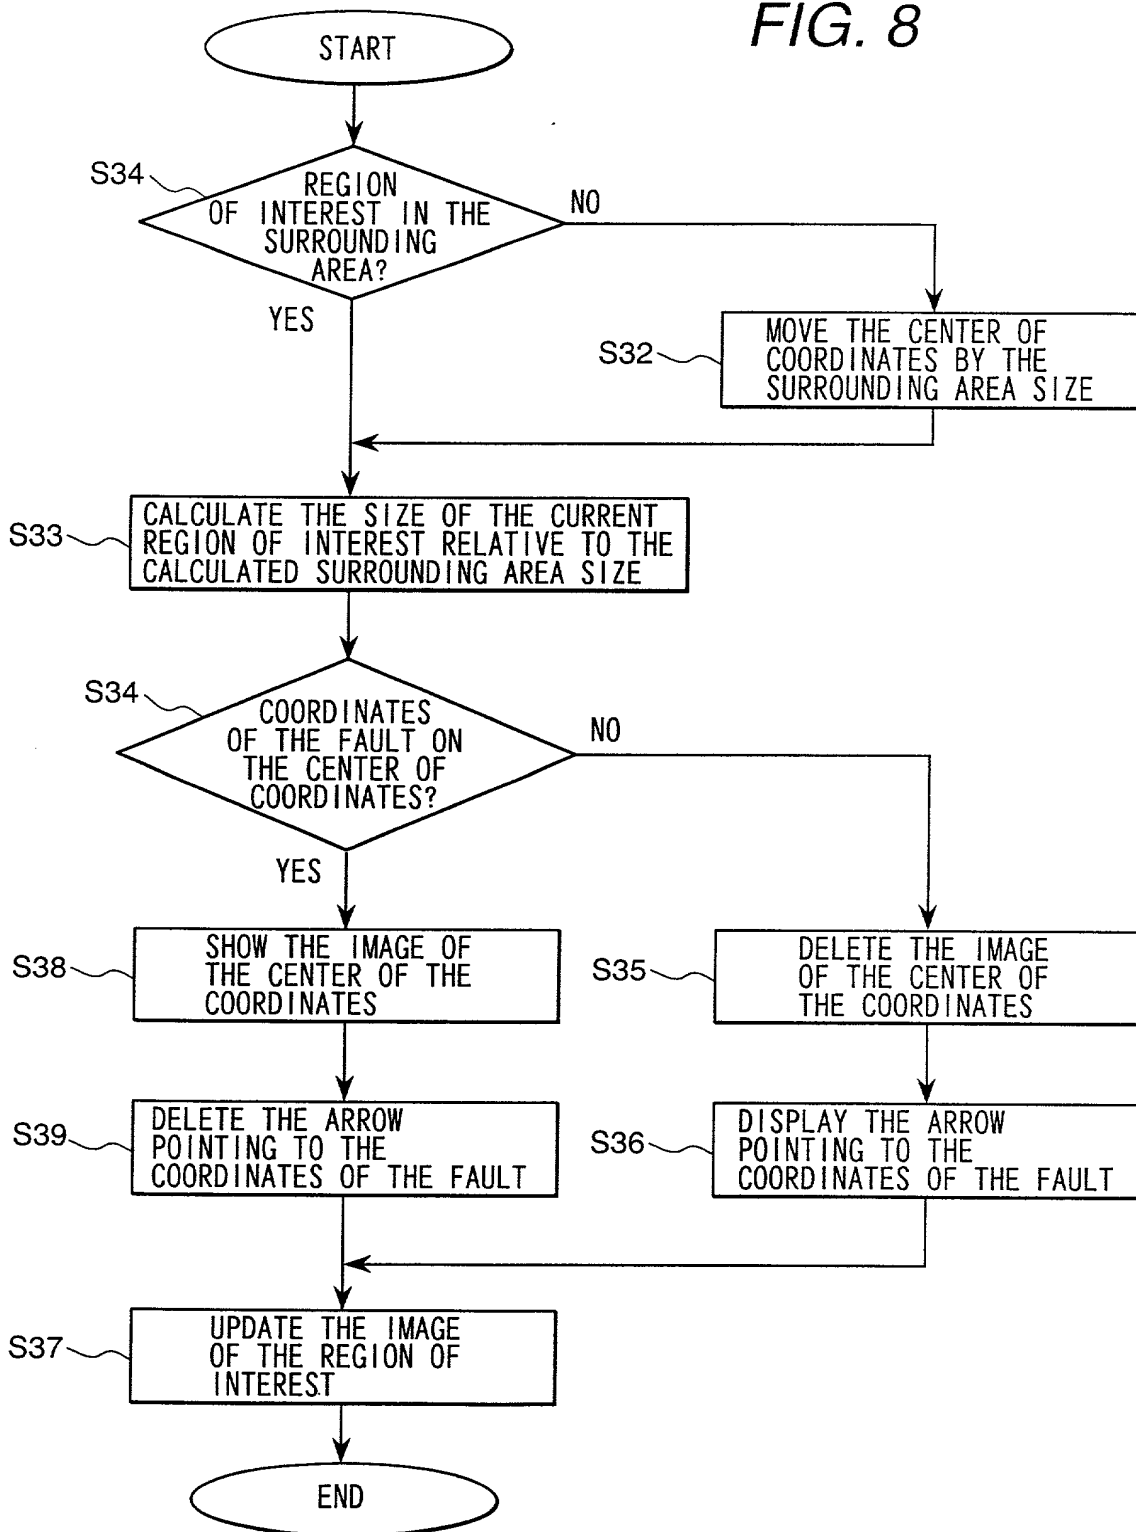 FIG. 8
START
S34
REGION
OF INTEREST IN THE
SURROUNDING
AREA?
NO
YES
S32
MOVE THE CENTER OF
COORDINATES BY THE
SURROUNDING AREA SIZE
S33
CALCULATE THE SIZE OF THE CURRENT
REGION OF INTEREST RELATIVE TO THE
CALCULATED SURROUNDING AREA SIZE
S34
COORDINATES
OF THE FAULT ON
THE CENTER OF
COORDINATES?
NO
YES
S38
SHOW THE IMAGE OF
THE CENTER OF THE
COORDINATES
S35
DELETE THE IMAGE
OF THE CENTER OF
THE COORDINATES
S39
DELETE THE ARROW
POINTING TO THE
COORDINATES OF THE FAULT
S36
DISPLAY THE ARROW
POINTING TO THE
COORDINATES OF THE FAULT
S37
UPDATE THE IMAGE
OF THE REGION OF
INTEREST
END